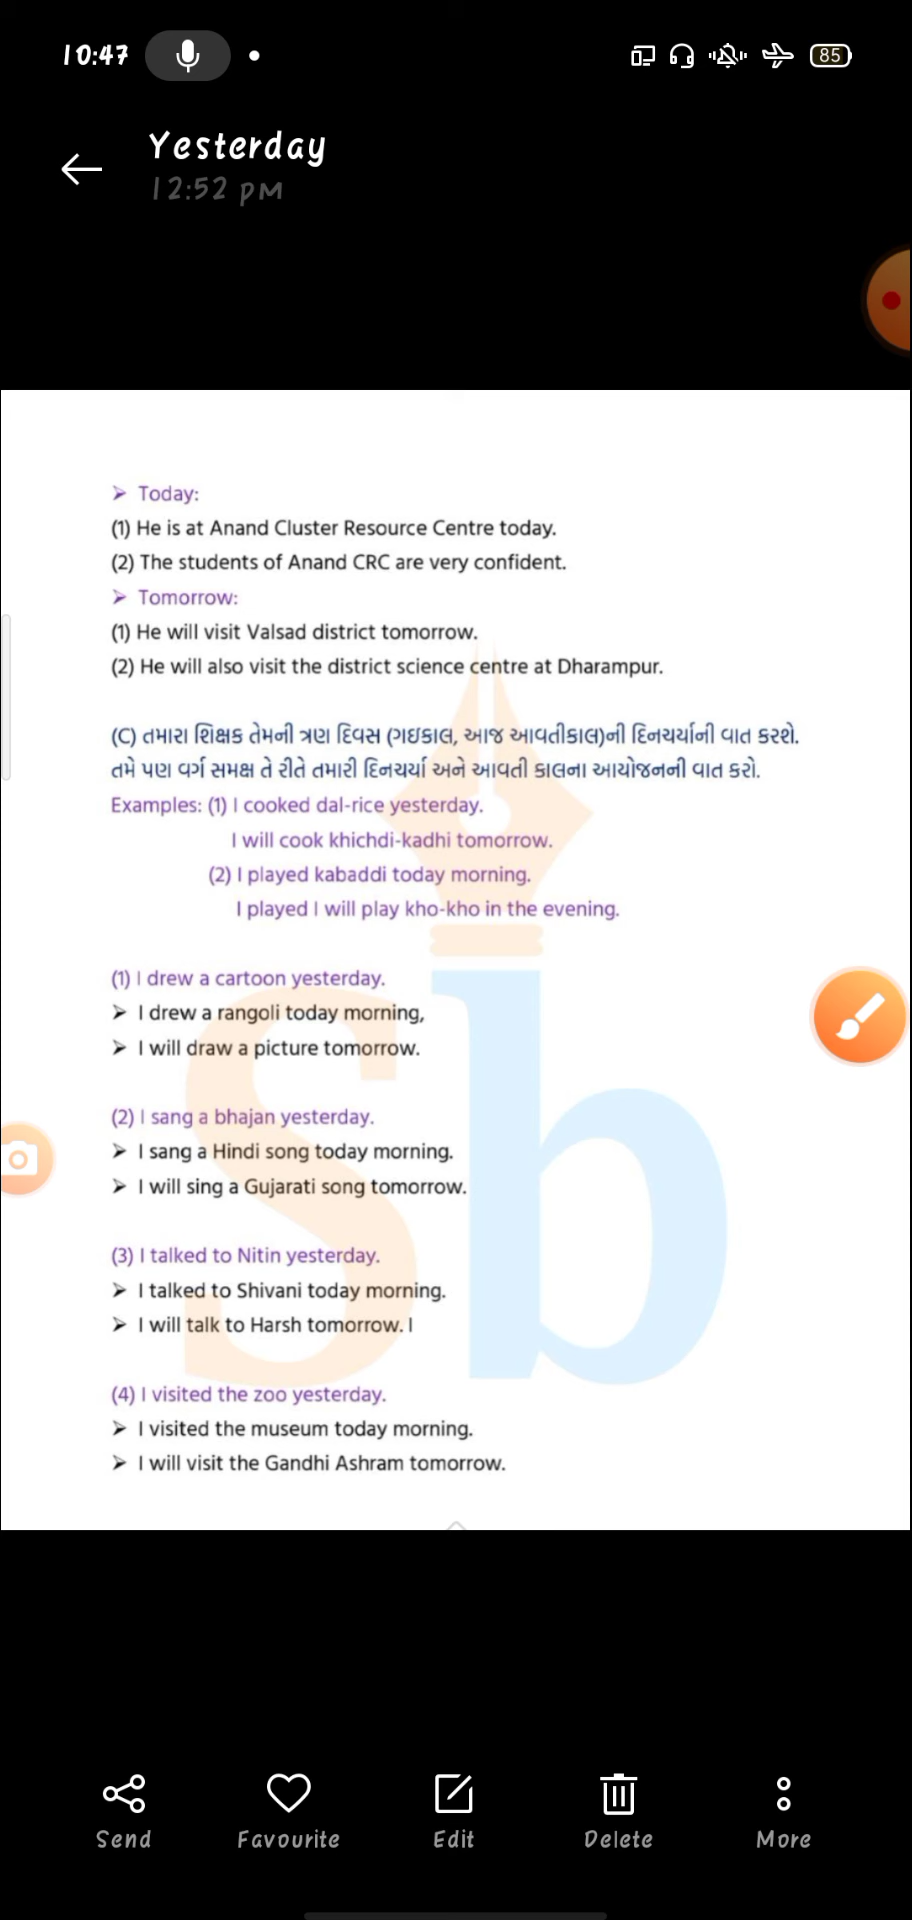 10:47
85
Yesterday
12:52 PM
➢ Today:
(1) He is at Anand Cluster Resource Centre today.
(2) The students of Anand CRC are very confident.
➢ Tomorrow:
(1) He will visit Valsad district tomorrow.
(2) He will also visit the district science centre at Dharampur.
(C) તમારા શિક્ષક તેમની ત્રણ દિવસ (ગઇકાલ, આજ આવતીકાલ)ની દિનચર્યાની વાત કરશે.
તમે પણ વર્ગ સમક્ષ તે રીતે તમારી દિનચર્યા અને આવતી કાલના આયોજનની વાત કરો.
Examples: (1) I cooked dal-rice yesterday.
I will cook khichdi-kadhi tomorrow.
(2) I played kabaddi today morning.
I played I will play kho-kho in the evening.
(1) I drew a cartoon yesterday.
➢ I drew a rangoli today morning,
➢ I will draw a picture tomorrow.
(2) I sang a bhajan yesterday.
➢ I sang a Hindi song today morning.
➢ I will sing a Gujarati song tomorrow.
(3) I talked to Nitin yesterday.
➢ I talked to Shivani today morning.
➢ I will talk to Harsh tomorrow. I
(4) I visited the zoo yesterday.
➢ I visited the museum today morning.
➢ I will visit the Gandhi Ashram tomorrow.
Sb
Send Favourite Edit Delete More